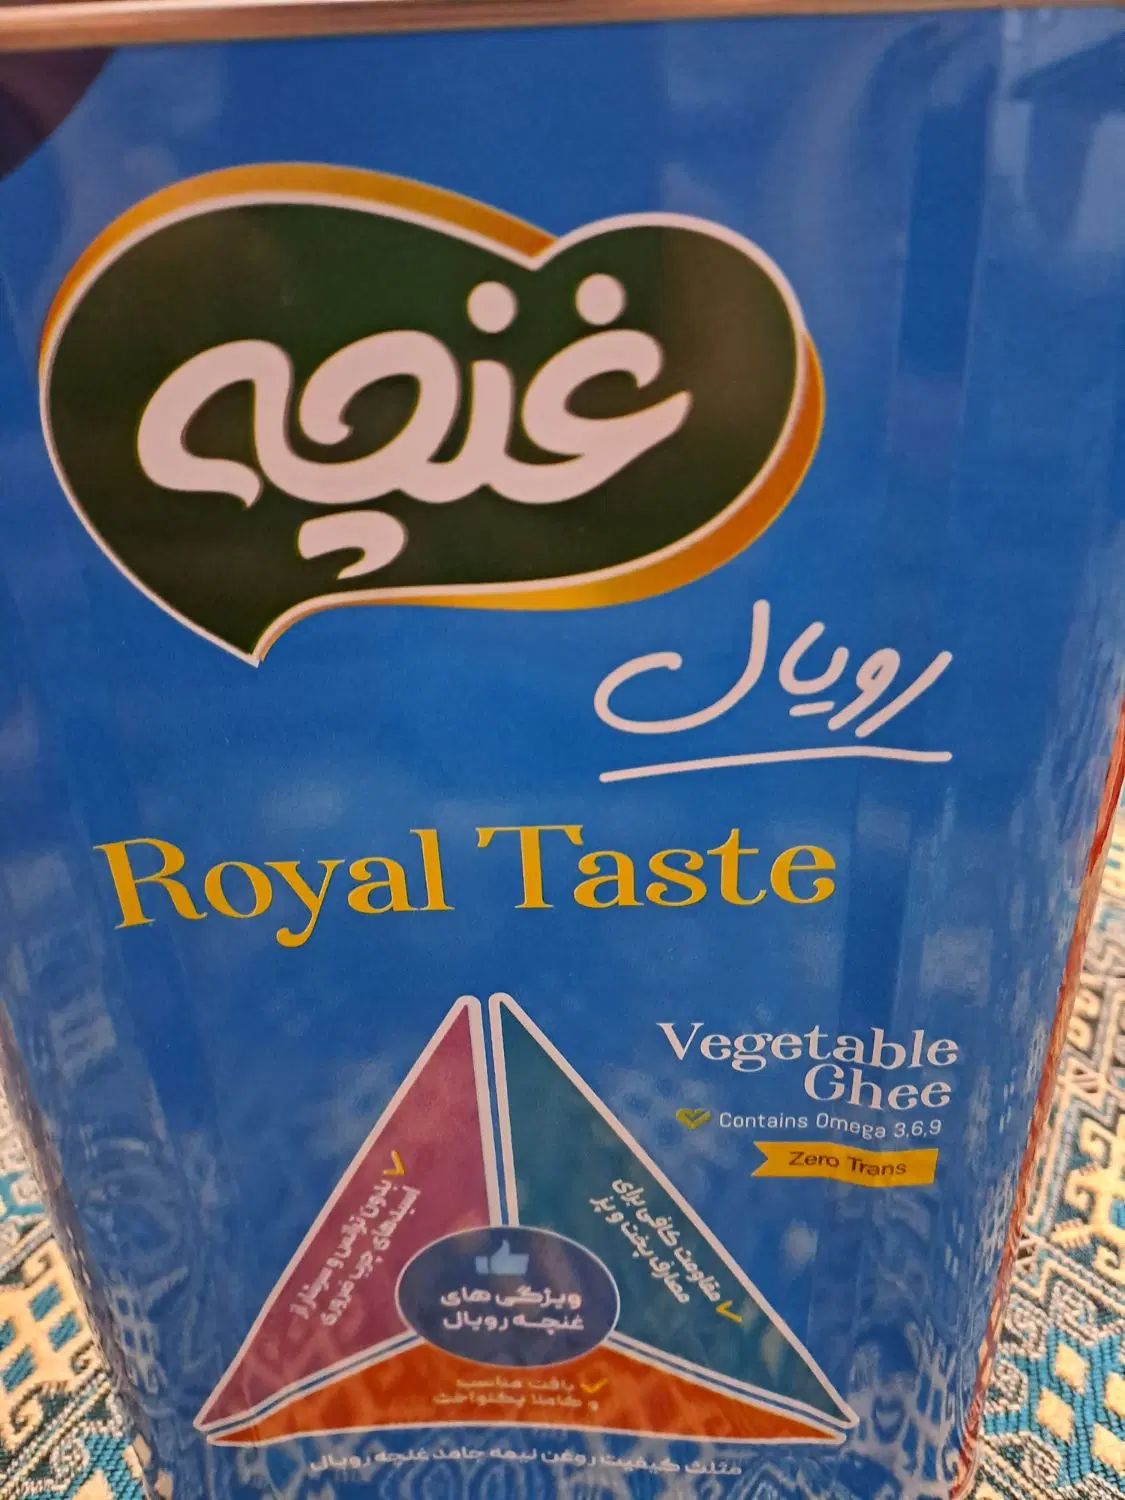 غنچه
رویال
Royal Taste
Vegetable
Ghee
Contains Omega 3,6,9
Zero Trans
بدون ترانس و سرشار از
اسیدهای چرب ضروری
مقاومت کافی برای
مصارف پخت و پز
ویژگی های
غنچه رویال
بافت مناسب
و کاملا یکنواخت
مثلث کیفیت روغن نیمه جامد غنچه رویال